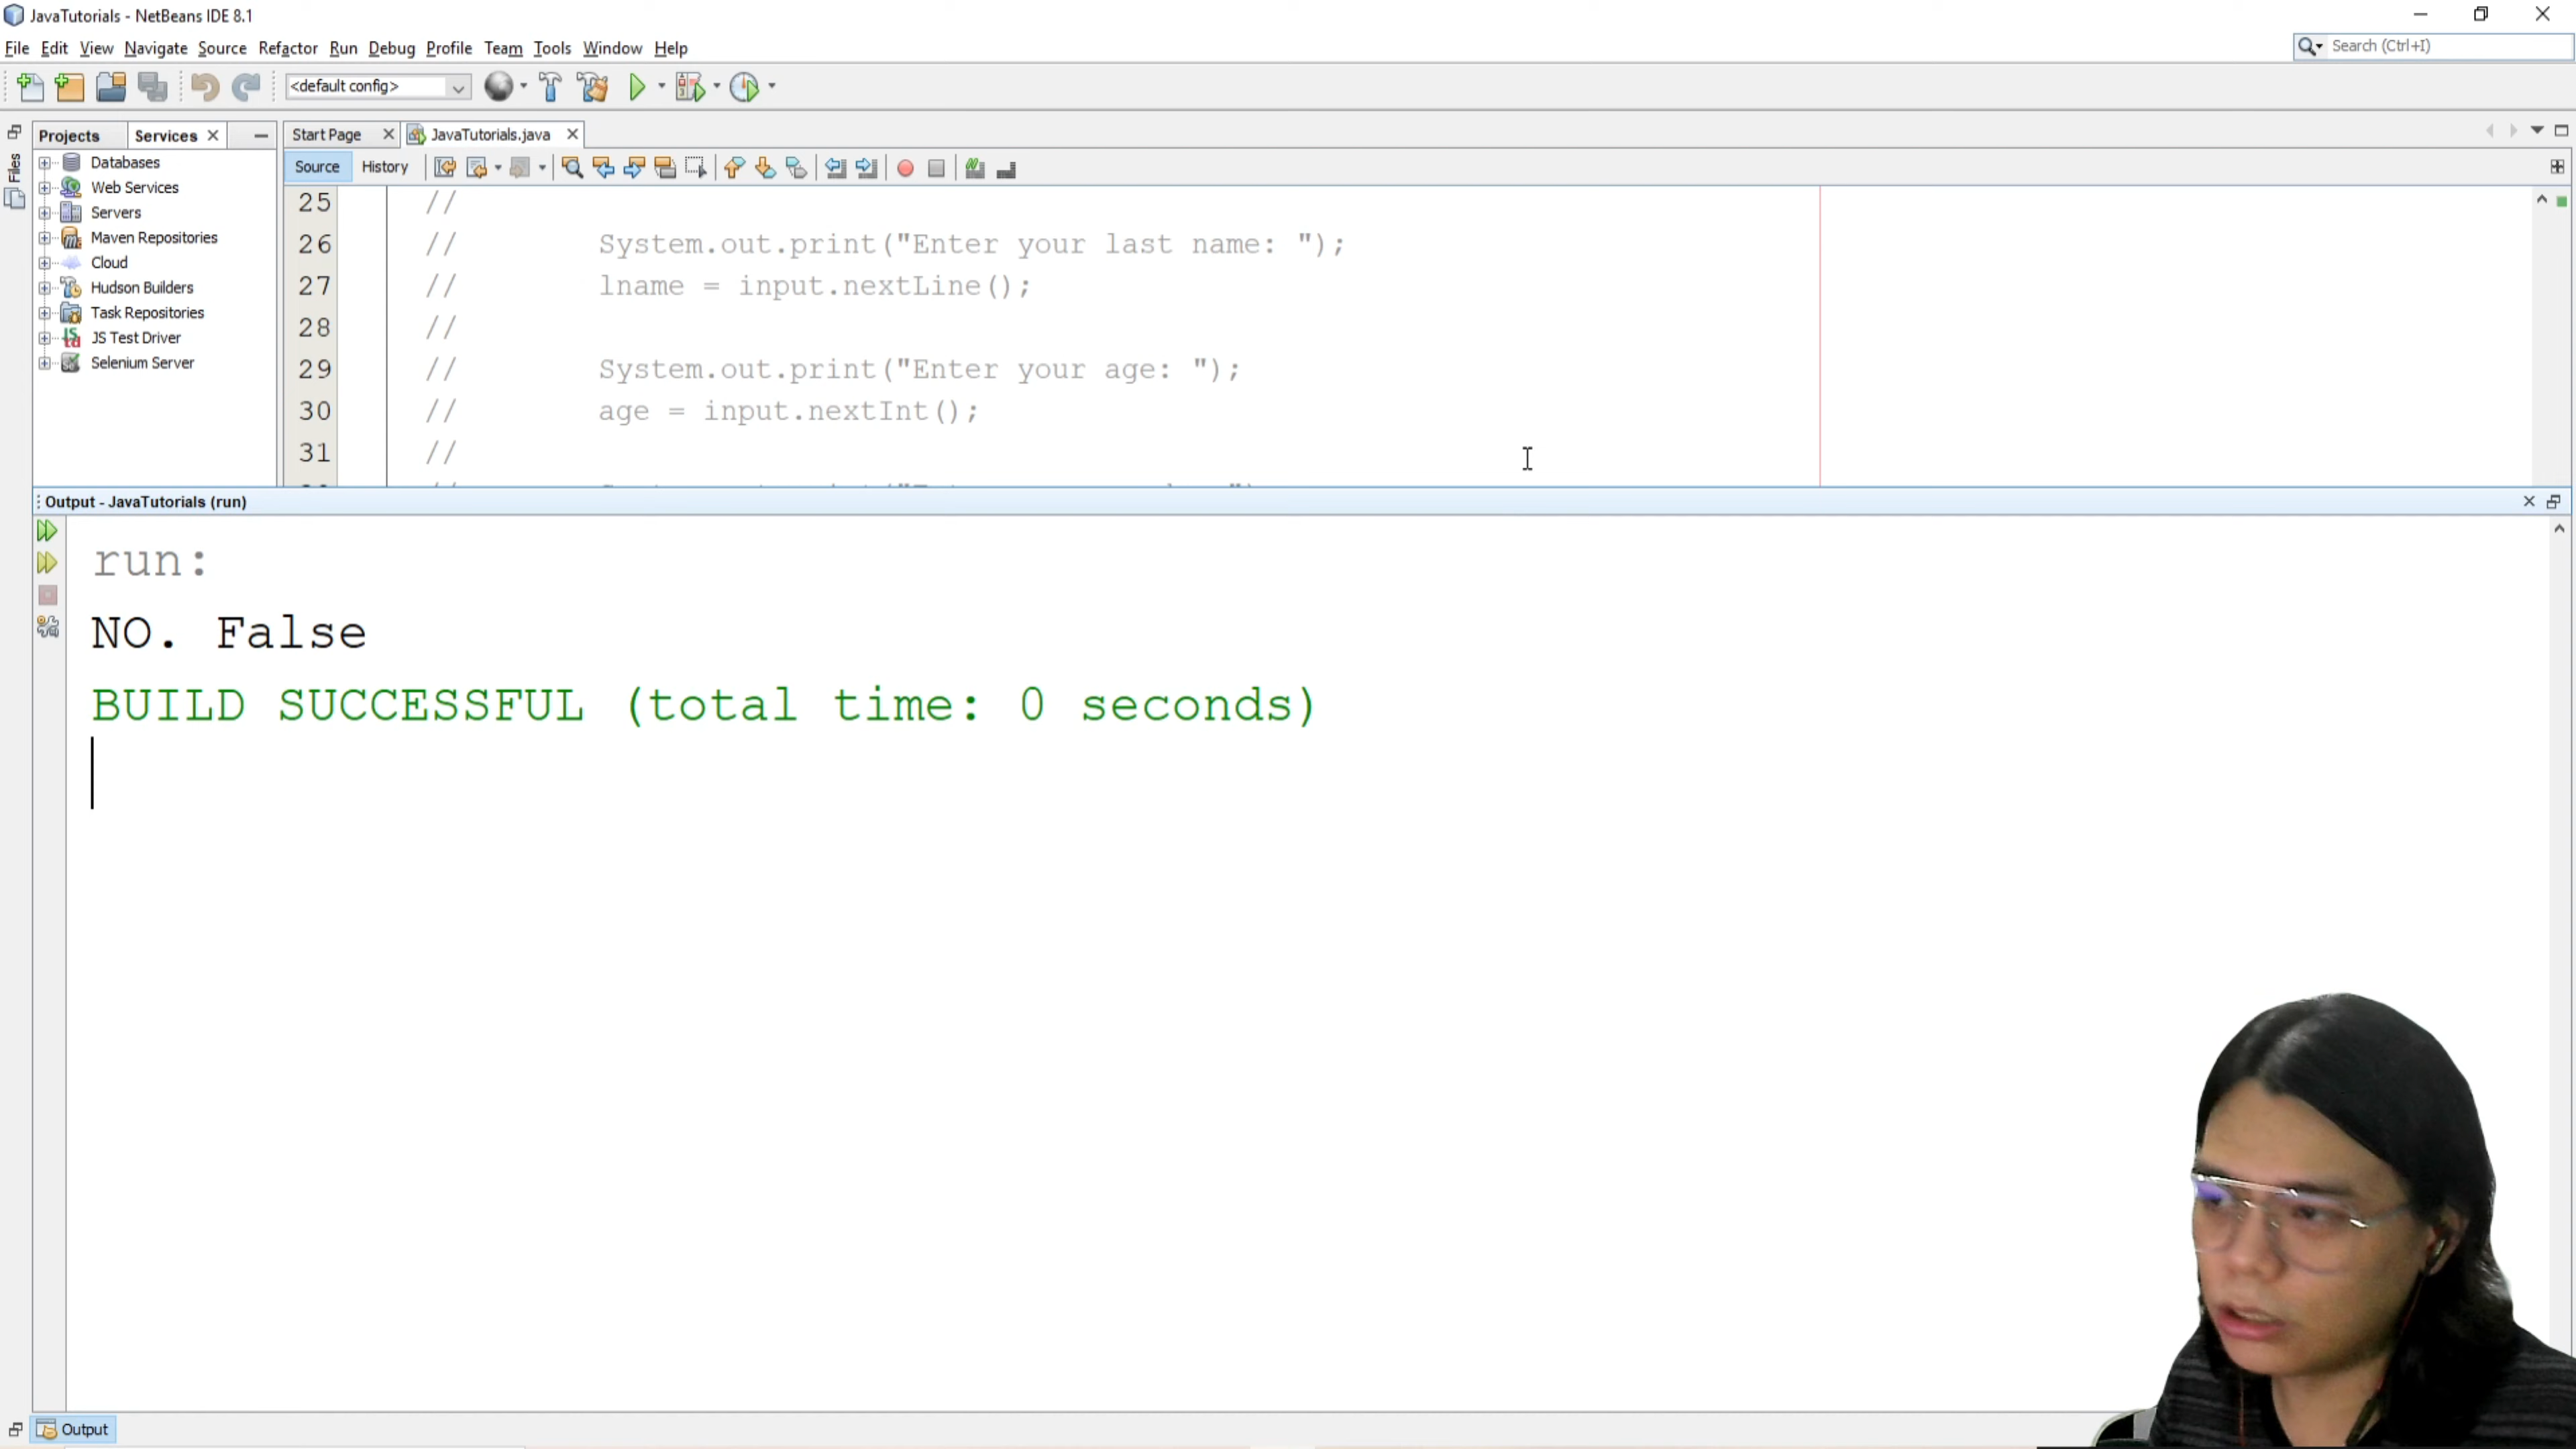 JavaTutorials - NetBeans IDE 8.1
File Edit View Navigate Source Refactor Run Debug Profile Team Tools Window Help
Search (Ctrl+I)
<default config>
Files
Projects Services
Databases
Web Services
Servers
Maven Repositories
Cloud
Hudson Builders
Task Repositories
JS Test Driver
Selenium Server
Start Page JavaTutorials.java
Source History
25 //
26 // System.out.print("Enter your last name: ");
27 // lname = input.nextLine();
28 //
29 // System.out.print("Enter your age: ");
30 // age = input.nextInt();
31 //
Output - JavaTutorials (run)
run:
NO. False
BUILD SUCCESSFUL (total time: 0 seconds)
Output